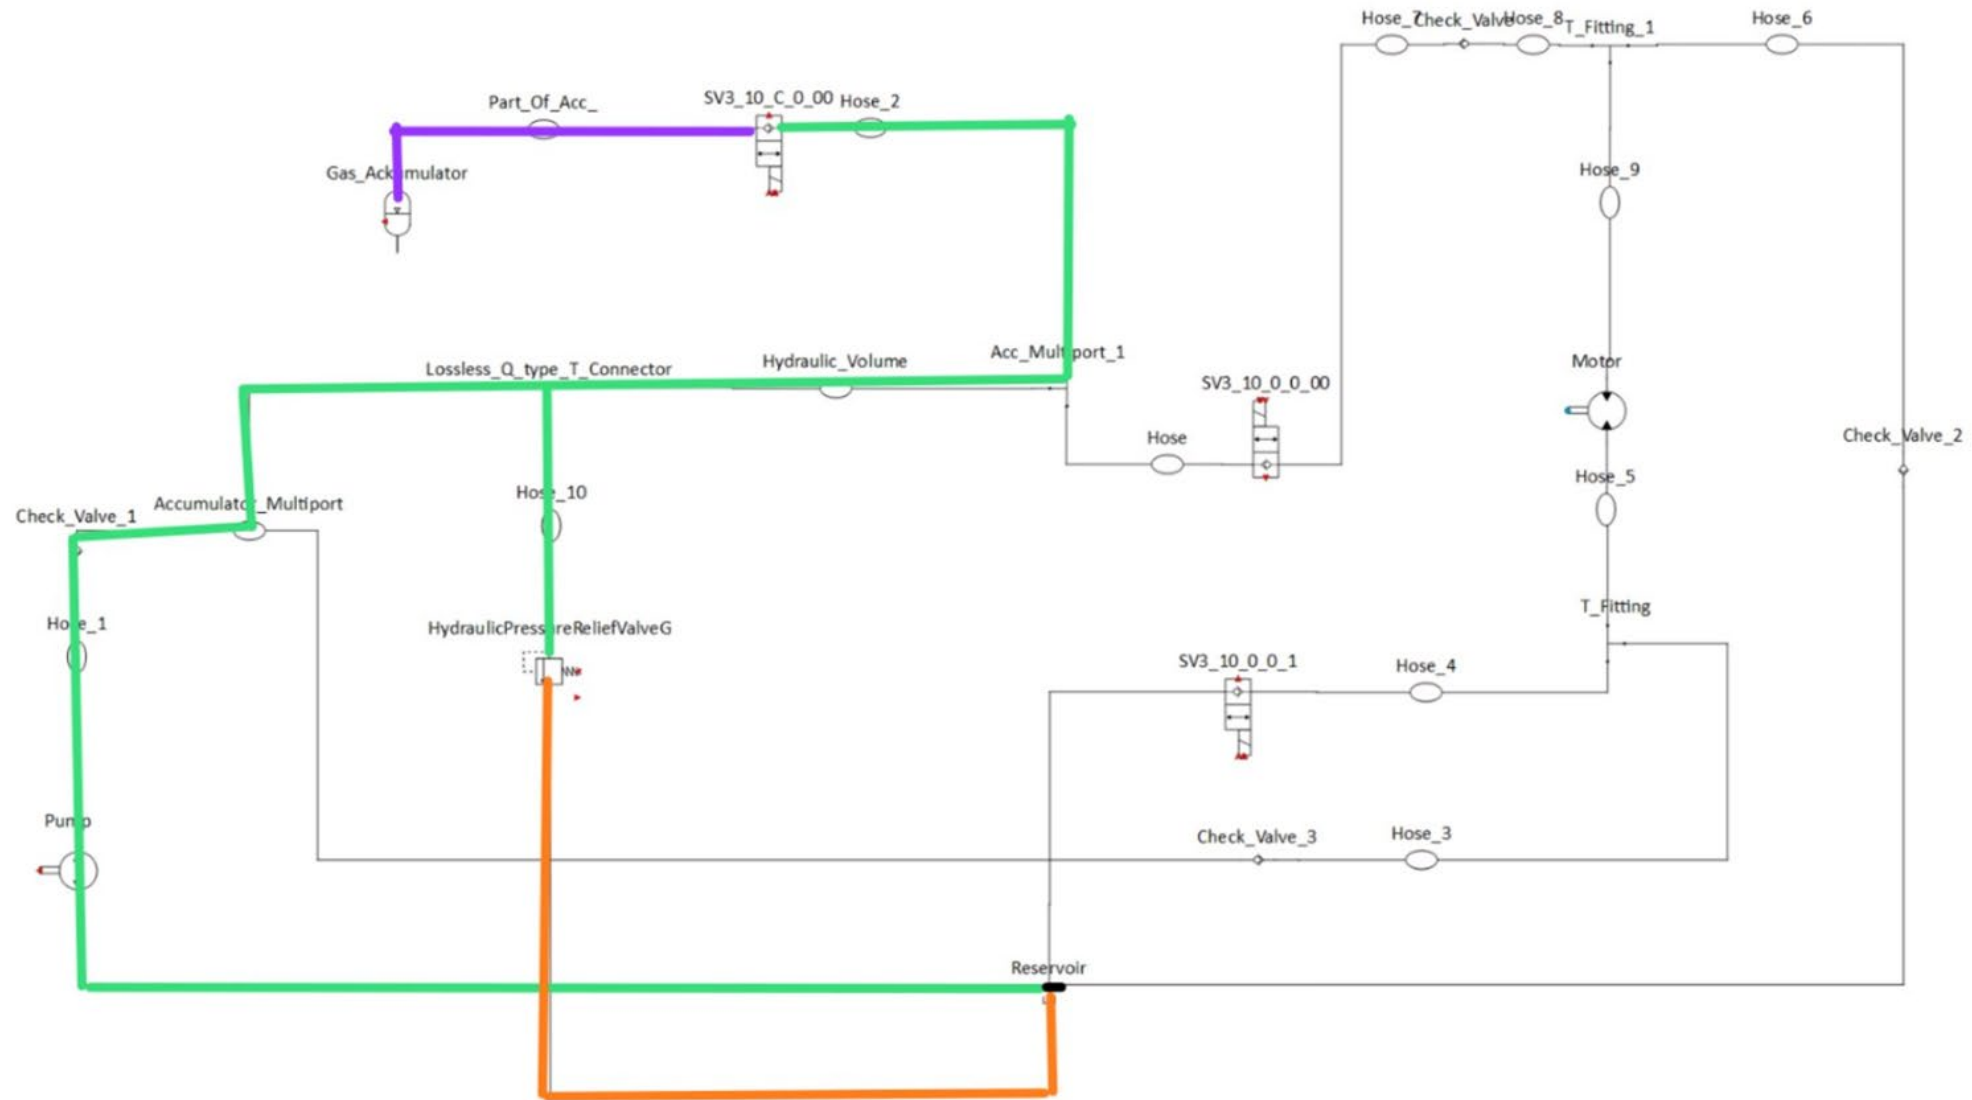 Hose_7
Check_Valve
Hose_8
T_Fitting_1
Hose_6
Part_Of_Acc_
SV3_10_C_0_00
Hose_2
Gas_Ackumulator
Hose_9
Acc_Multiport_1
Lossless_Q_type_T_Connector
Hydraulic_Volume
Motor
SV3_10_0_0_00
Hose
Check_Valve_2
Hose_5
Hose_10
Accumulator_Multiport
Check_Valve_1
T_Fitting
Hose_1
HydraulicPressureReliefValveG
SV3_10_0_0_1
Hose_4
Pump
Check_Valve_3
Hose_3
Reservoir